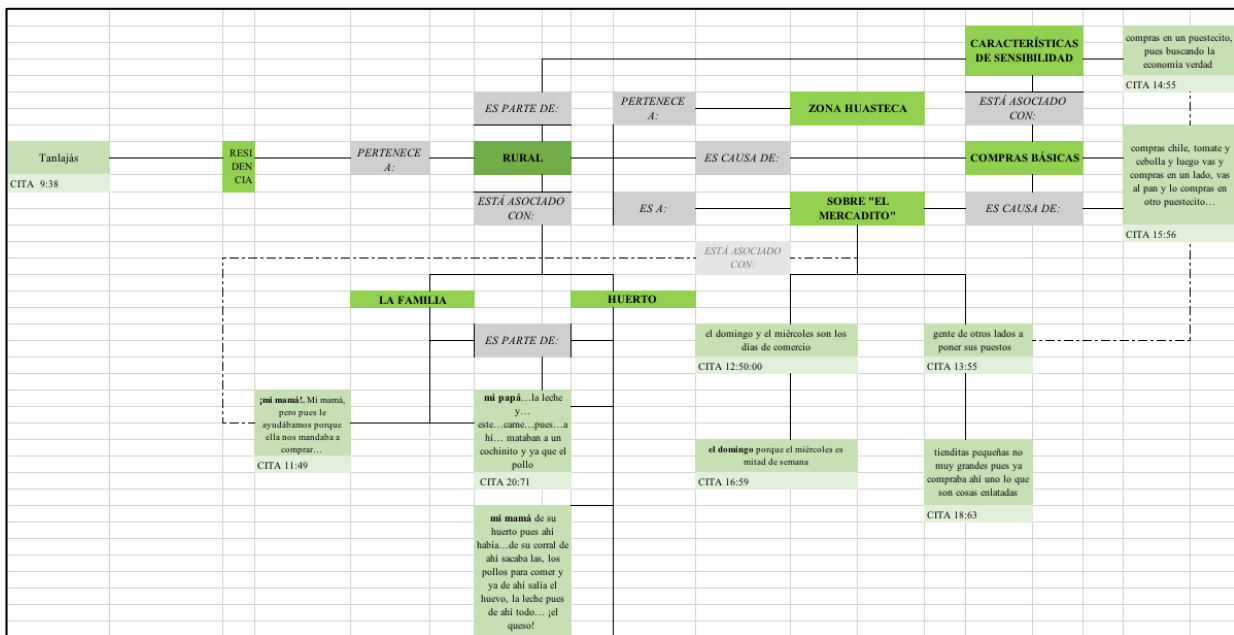 CARACTERÍSTICAS
DE SENSIBILIDAD
compras en un puestecito,
pues buscando la
economía verdad
CITA 14:55
ES PARTE DE:
PERTENECE
A:
ZONA HUASTECA
ESTÁ ASOCIADO
CON:
Tanlajás
CITA 9:38
RESI
DEN
CIA
PERTENECE
A:
RURAL
ES CAUSA DE:
COMPRAS BÁSICAS
compras chile, tomate y
cebolla y luego vas y
compras en un lado, vas
al pan y lo compras en
otro puestecito…
CITA 15:56
ESTÁ ASOCIADO
CON:
ES A:
SOBRE "EL
MERCADITO"
ES CAUSA DE:
ESTÁ ASOCIADO
CON:
LA FAMILIA
HUERTO
ES PARTE DE:
el domingo y el miércoles son los
días de comercio
CITA 12:50:00
gente de otros lados a
poner sus puestos
CITA 13:55
¡mi mamá!. Mi mamá,
pero pues le
ayudábamos porque
ella nos mandaba a
comprar…
CITA 11:49
mi papá…la leche
y…
este…carne…pues…a
hí… mataban a un
cochinito y ya que el
pollo
CITA 20:71
el domingo porque el miércoles es
mitad de semana
CITA 16:59
tienditas pequeñas no
muy grandes pues ya
compraba ahí uno lo que
son cosas enlatadas
CITA 18:63
mi mamá de su
huerto pues ahí
había…de su corral de
ahí sacaba las, los
pollos para comer y
ya de ahí salía el
huevo, la leche pues
de ahí todo… ¡el
queso!